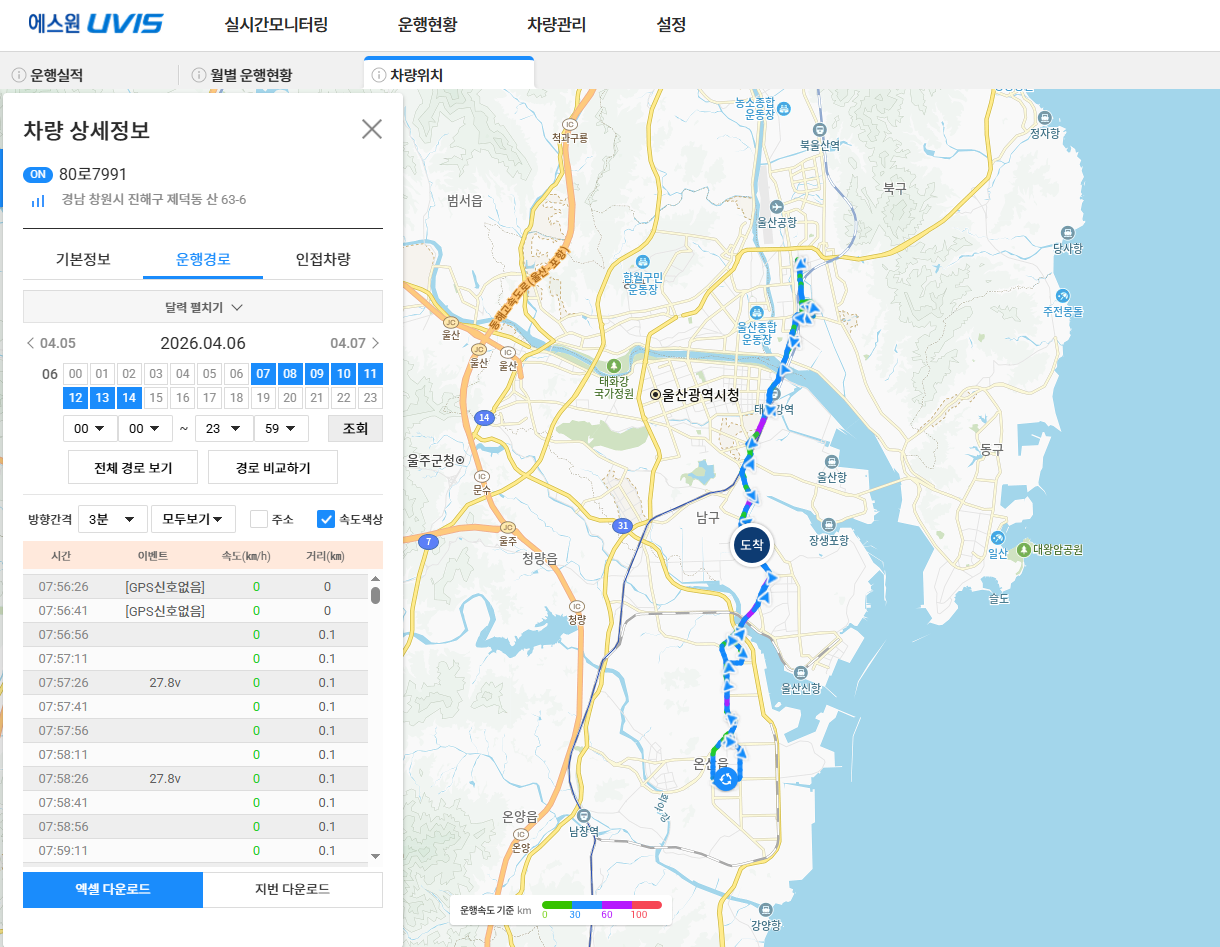 에스원 UVIS 실시간모니터링 운행현황 차량관리 설정
운행실적 월별 운행현황 차량위치
차량 상세정보
ON 80로7991
경남 창원시 진해구 제덕동 산 63-6
기본정보 운행경로 인접차량
달력 펼치기
04.05 2026.04.06 04.07
06 00 01 02 03 04 05 06 07 08 09 10 11
12 13 14 15 16 17 18 19 20 21 22 23
00 00 ~ 23 59 조회
전체 경로 보기 경로 비교하기
방향간격 3분 모두보기 주소 속도색상
시간 이벤트 속도(km/h) 거리(km)
07:56:26 [GPS신호없음] 0 0
07:56:41 [GPS신호없음] 0 0
07:56:56 0 0.1
07:57:11 0 0.1
07:57:26 27.8v 0 0.1
07:57:41 0 0.1
07:57:56 0 0.1
07:58:11 0 0.1
07:58:26 27.8v 0 0.1
07:58:41 0 0.1
07:58:56 0 0.1
07:59:11 0 0.1
엑셀 다운로드 지번 다운로드
농소종합
운동장
IC
척과구룡
북울산역
정자항
범서읍
북구
울산공항
당사항
함월구민
운동장
동해고속도로(울산-포항)
주전몽돌
JC
울산
울산종합
운동장
JC
울산
IC
울산
태화강
국가정원
울산광역시청
태화강역
14
울주군청
동구
울산항
IC
문수
남구
31
JC
울주
장생포항
7
도착
일산
대왕암공원
청량읍
슬도
IC
청량
울산신항
온산읍
회야강
온양읍
남창역
IC
온양
강양항
운행속도 기준 km
0 30 60 100